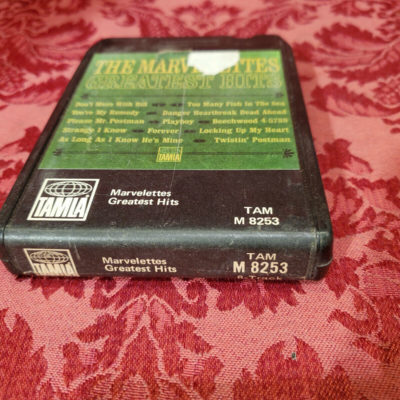 THE MARVELETTES
GREATEST HITS
Don't Mess With Bill Too Many Fish In The Sea
You're My Remedy Danger Heartbreak Dead Ahead
Please Mr. Postman Playboy Beechwood 4-5789
Strange I Know Forever Locking Up My Heart
As Long As I Know He's Mine Twistin' Postman
TAMLA
TAMLA
Marvelettes
Greatest Hits
TAM
M 8253
TAMLA
Marvelettes
Greatest Hits
TAM
M 8253
8-Track